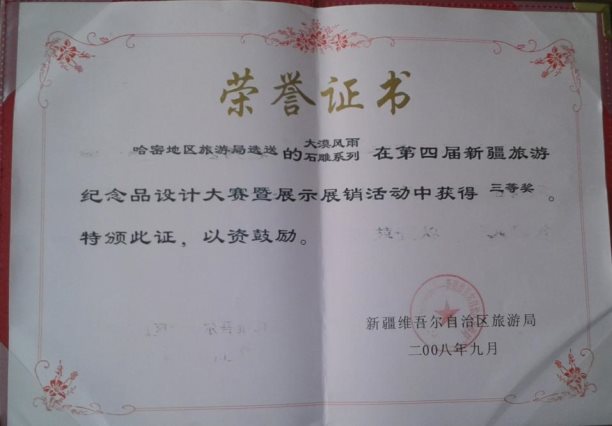 荣誉证书
哈密地区旅游局选送的大漠风雨石雕系列在第四届新疆旅游
纪念品设计大赛暨展示展销活动中获得三等奖。
特颁此证，以资鼓励。
新疆维吾尔自治区旅游局
二00八年九月